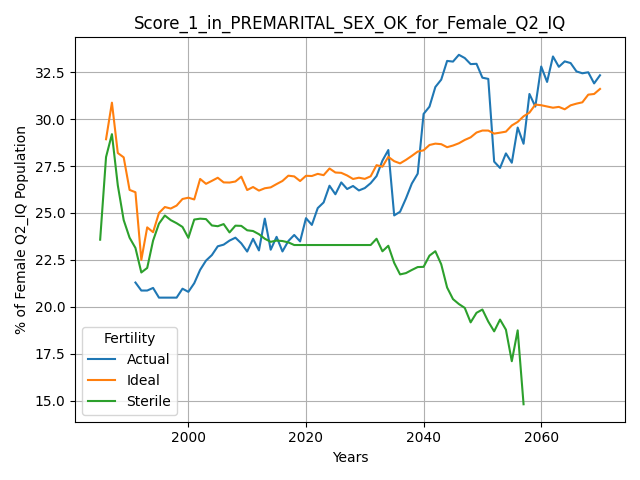 Score_1_in_PREMARITAL_SEX_OK_for_Female_Q2_IQ
% of Female Q2_IQ Population
32.5
30.0
27.5
25.0
22.5
20.0
17.5
15.0
Fertility
Actual
Ideal
Sterile
2000 2020 2040 2060
Years